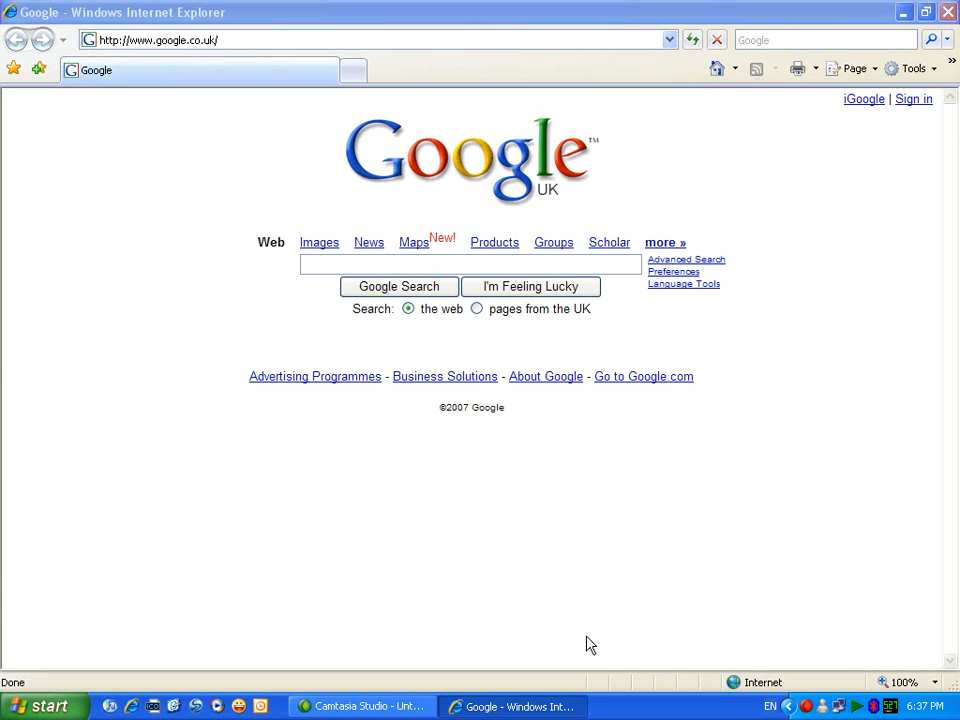 Google - Windows Internet Explorer
http://www.google.co.uk/
Google
Google
Page
Tools
»
iGoogle | Sign in
Google™
UK
Web Images News Maps New! Products Groups Scholar more »
Advanced Search
Preferences
Language Tools
Google Search I'm Feeling Lucky
Search: the web pages from the UK
Advertising Programmes - Business Solutions - About Google - Go to Google.com
©2007 Google
Done
Internet
100%
start
Camtasia Studio - Unt...
Google - Windows Int...
EN
6:37 PM